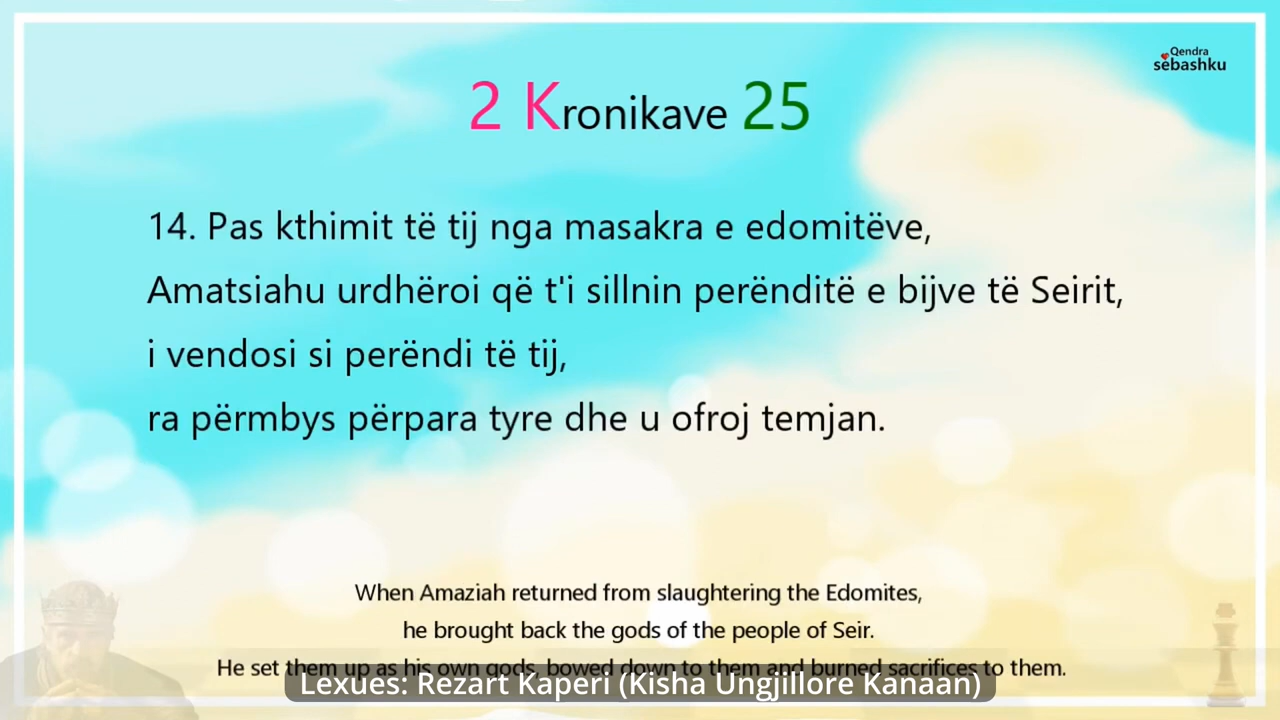 Qendra
sëbashku
2 Kronikave 25
14. Pas kthimit të tij nga masakra e edomitëve,
Amatsiahu urdhëroi që t'i sillnin perënditë e bijve të Seirit,
i vendosi si perëndi të tij,
ra përmbys përpara tyre dhe u ofroj temjan.
When Amaziah returned from slaughtering the Edomites,
he brought back the gods of the people of Seir.
He set them up as his own gods, bowed down to them and burned sacrifices to them.
Lexues: Rezart Kaperi (Kisha Ungjillore Kanaan)